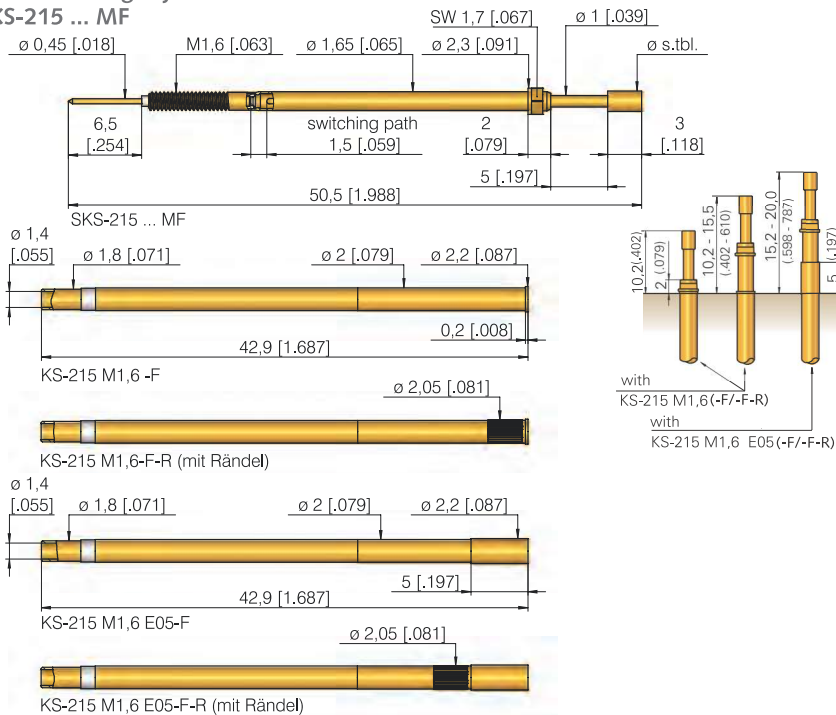 KS-215 ... MF
ø 0,45 [.018]
M1,6 [.063]
ø 1,65 [.065]
SW 1,7 [.067]
ø 2,3 [.091]
ø 1 [.039]
ø s.tbl.
6,5
[.254]
switching path
1,5 [.059]
2
[.079]
3
[.118]
5 [.197]
50,5 [1.988]
SKS-215 ... MF
ø 1,4
[.055]
ø 1,8 [.071]
ø 2 [.079]
ø 2,2 [.087]
0,2 [.008]
42,9 [1.687]
KS-215 M1,6 -F
ø 2,05 [.081]
KS-215 M1,6-F-R (mit Rändel)
ø 1,4
[.055]
ø 1,8 [.071]
ø 2 [.079]
ø 2,2 [.087]
5 [.197]
42,9 [1.687]
KS-215 M1,6 E05-F
ø 2,05 [.081]
KS-215 M1,6 E05-F-R (mit Rändel)
10,2(.402)
2 (.079)
10,2 - 15,5
(.402 - 610)
15,2 - 20,0
(.598 - 787)
5 (.197)
with
KS-215 M1,6(-F/-F-R)
with
KS-215 M1,6 E05(-F/-F-R)